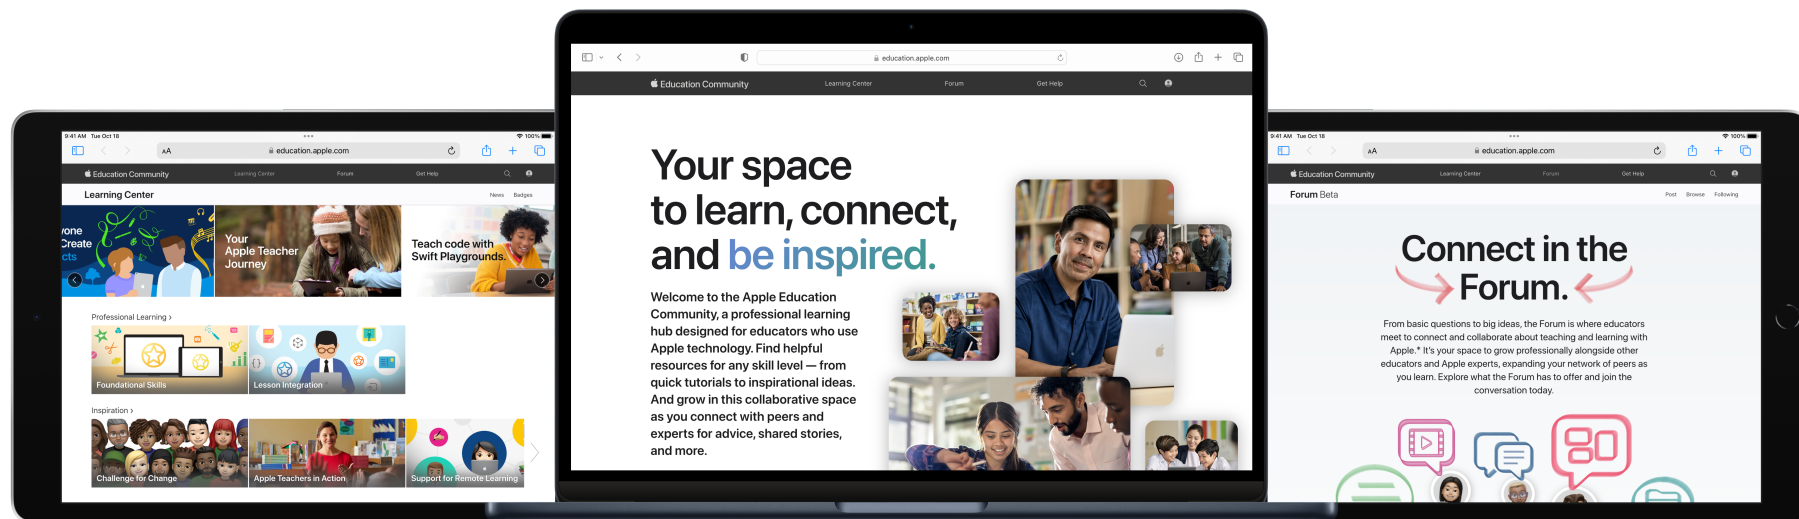 9:41 AM Tue Oct 18
100%
AA
education.apple.com
Education Community
Learning Center
Forum
Get Help
Learning Center
News
Badges
yone
Create
cts
Your
Apple Teacher
Journey
Teach code with
Swift Playgrounds.
Professional Learning >
Foundational Skills
Lesson Integration
Inspiration >
Challenge for Change
Apple Teachers in Action
Support for Remote Learning
education.apple.com
Education Community
Learning Center
Forum
Get Help
Your space
to learn, connect,
and be inspired.
Welcome to the Apple Education
Community, a professional learning
hub designed for educators who use
Apple technology. Find helpful
resources for any skill level — from
quick tutorials to inspirational ideas.
And grow in this collaborative space
as you connect with peers and
experts for advice, shared stories,
and more.
9:41 AM Tue Oct 18
100%
AA
education.apple.com
Education Community
Learning Center
Forum
Get Help
Forum Beta
Post
Browse
Following
Connect in the
Forum.
From basic questions to big ideas, the Forum is where educators
meet to connect and collaborate about teaching and learning with
Apple.* It's your space to grow professionally alongside other
educators and Apple experts, expanding your network of peers as
you learn. Explore what the Forum has to offer and join the
conversation today.